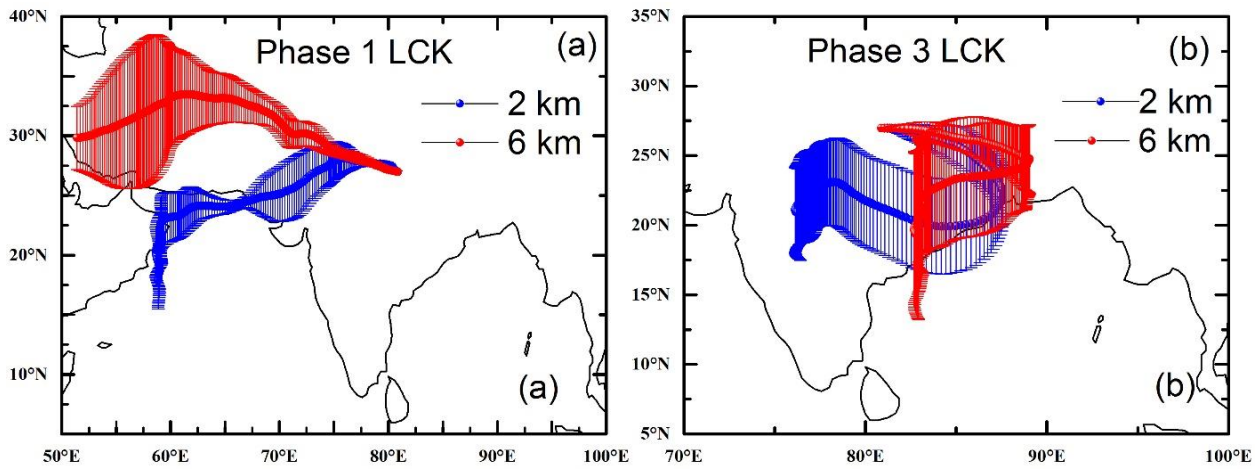 Phase 1 LCK
(a)
2 km
6 km
(a)
40°N
30°N
20°N
10°N
50°E
60°E
70°E
80°E
90°E
100°E
Phase 3 LCK
(b)
2 km
6 km
(b)
35°N
30°N
25°N
20°N
15°N
10°N
5°N
70°E
80°E
90°E
100°E